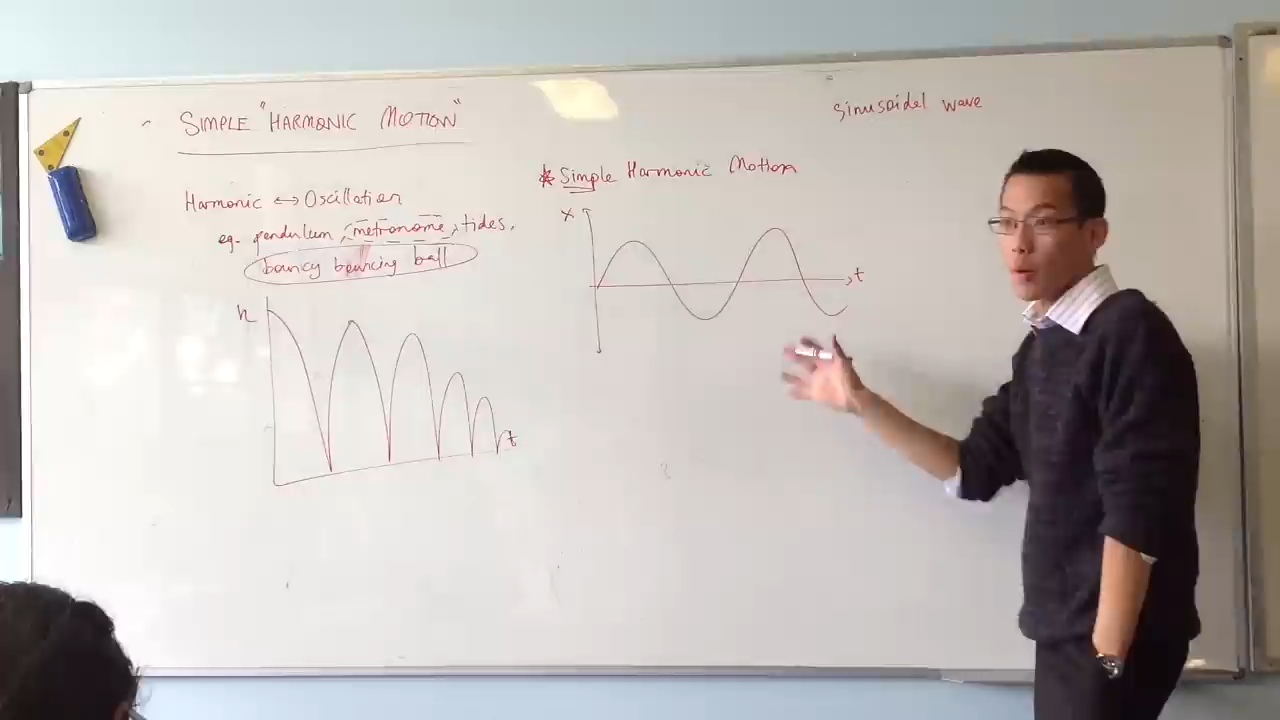 SIMPLE "HARMONIC MOTION"
Harmonic ↔ Oscillation
eg. pendulum, metronome, tides,
bouncy bouncing ball
h
t
* Simple Harmonic Motion
x
t
Sinusoidal wave